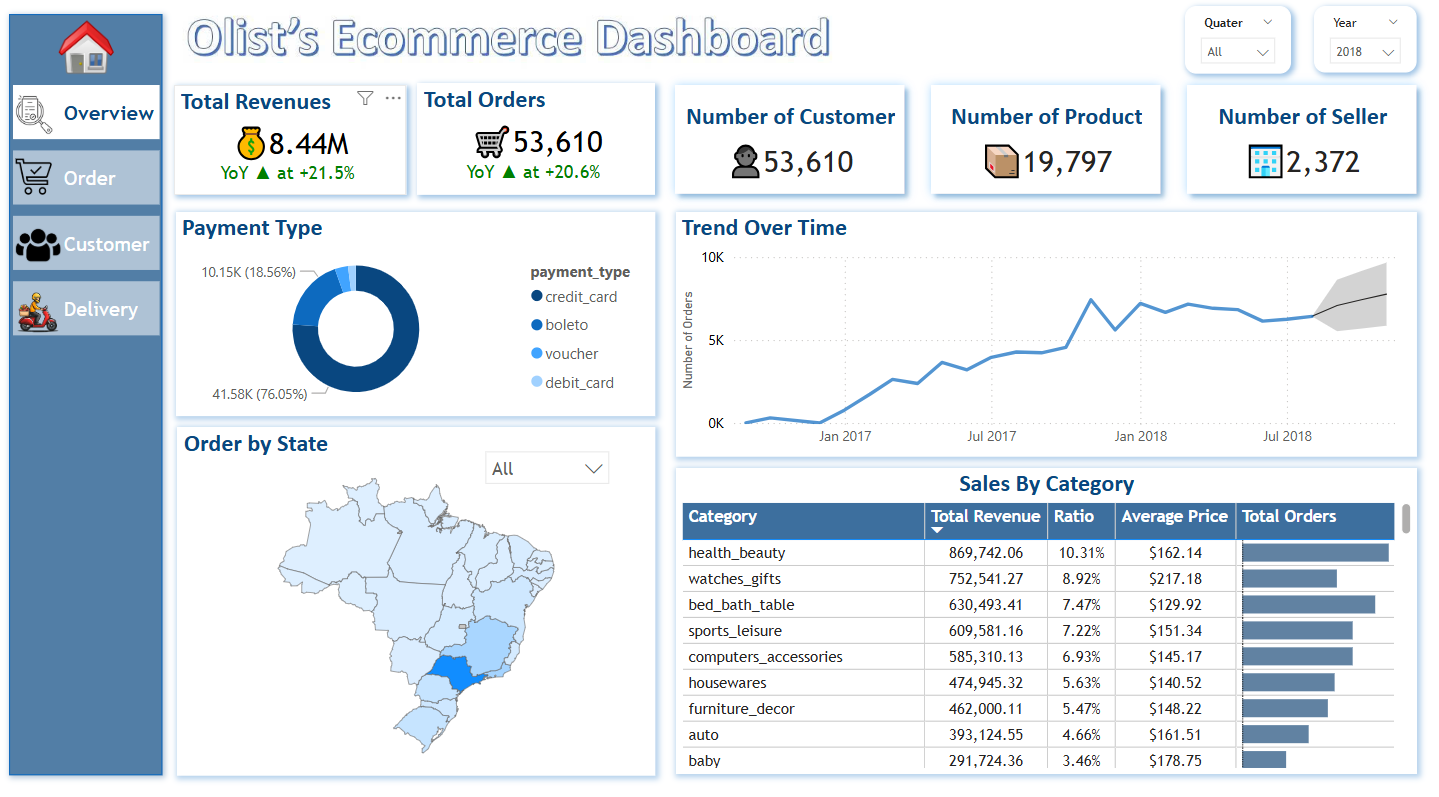 Olist's Ecommerce Dashboard
Quater
All
Year
2018
Overview
Order
Customer
Delivery
Total Revenues
8.44M
YoY ▲ at +21.5%
Total Orders
53,610
YoY ▲ at +20.6%
Number of Customer
53,610
Number of Product
19,797
Number of Seller
2,372
Payment Type
10.15K (18.56%)
41.58K (76.05%)
payment_type
credit_card
boleto
voucher
debit_card
Trend Over Time
Number of Orders
10K
5K
0K
Jan 2017
Jul 2017
Jan 2018
Jul 2018
Order by State
All
Sales By Category
Category Total Revenue Ratio Average Price Total Orders
health_beauty 869,742.06 10.31% $162.14
watches_gifts 752,541.27 8.92% $217.18
bed_bath_table 630,493.41 7.47% $129.92
sports_leisure 609,581.16 7.22% $151.34
computers_accessories 585,310.13 6.93% $145.17
housewares 474,945.32 5.63% $140.52
furniture_decor 462,000.11 5.47% $148.22
auto 393,124.55 4.66% $161.51
baby 291,724.36 3.46% $178.75